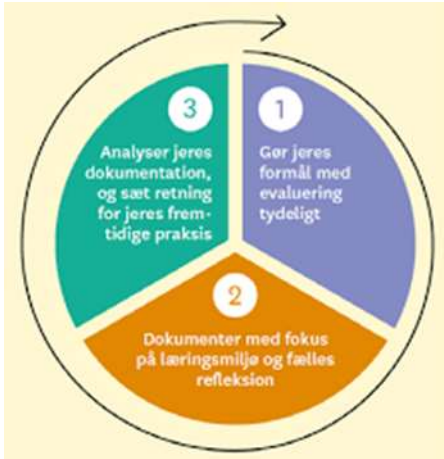 1
Gør jeres
formål med
evaluering
tydeligt
2
Dokumenter med fokus
på læringsmiljø og fælles
refleksion
3
Analyser jeres
dokumentation,
og sæt retning
for jeres frem-
tidige praksis